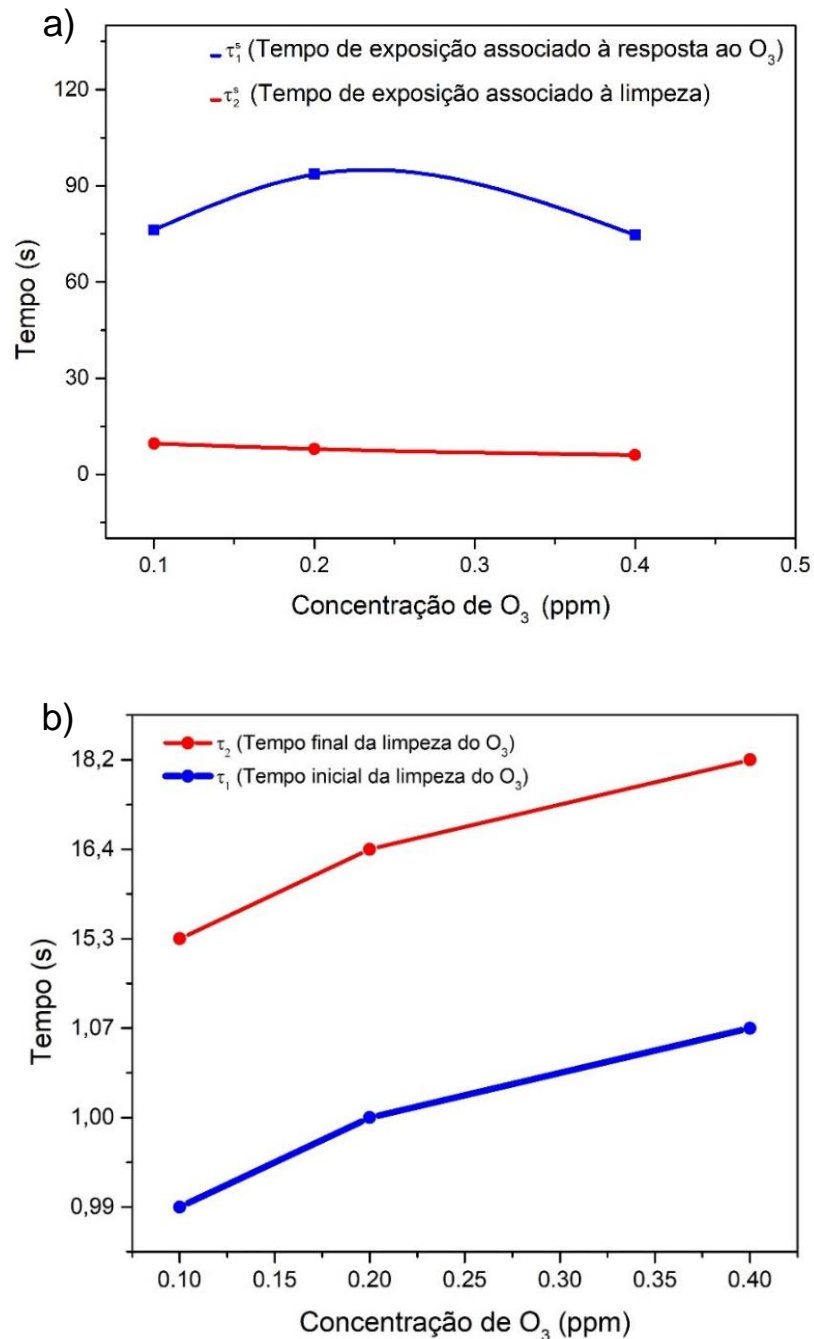 a)
τ₁ˢ (Tempo de exposição associado à resposta ao O₃)
τ₂ˢ (Tempo de exposição associado à limpeza)
120
90
60
30
0
Tempo (s)
0.1 0.2 0.3 0.4 0.5
Concentração de O₃ (ppm)
b)
τ₂ (Tempo final da limpeza do O₃)
τ₁ (Tempo inicial da limpeza do O₃)
18,2
16,4
15,3
1,07
1,00
0,99
Tempo (s)
0.10 0.15 0.20 0.25 0.30 0.35 0.40
Concentração de O₃ (ppm)